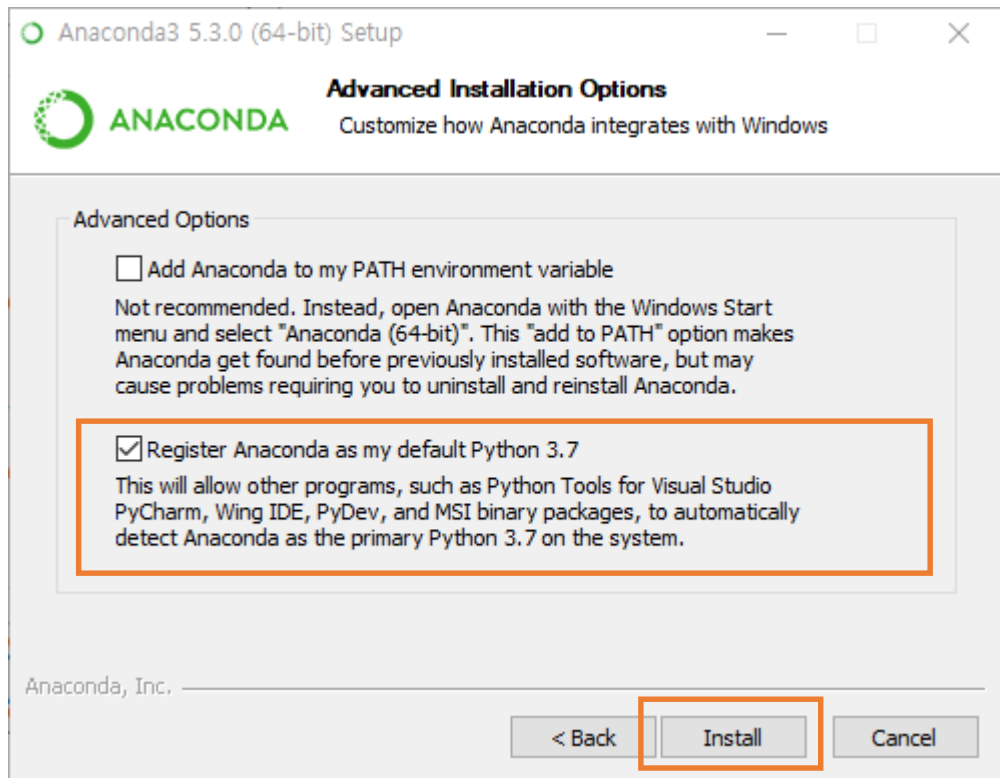 Anaconda3 5.3.0 (64-bit) Setup
ANACONDA
Advanced Installation Options
Customize how Anaconda integrates with Windows
Advanced Options
Add Anaconda to my PATH environment variable
Not recommended. Instead, open Anaconda with the Windows Start
menu and select "Anaconda (64-bit)". This "add to PATH" option makes
Anaconda get found before previously installed software, but may
cause problems requiring you to uninstall and reinstall Anaconda.
Register Anaconda as my default Python 3.7
This will allow other programs, such as Python Tools for Visual Studio
PyCharm, Wing IDE, PyDev, and MSI binary packages, to automatically
detect Anaconda as the primary Python 3.7 on the system.
Anaconda, Inc.
< Back
Install
Cancel